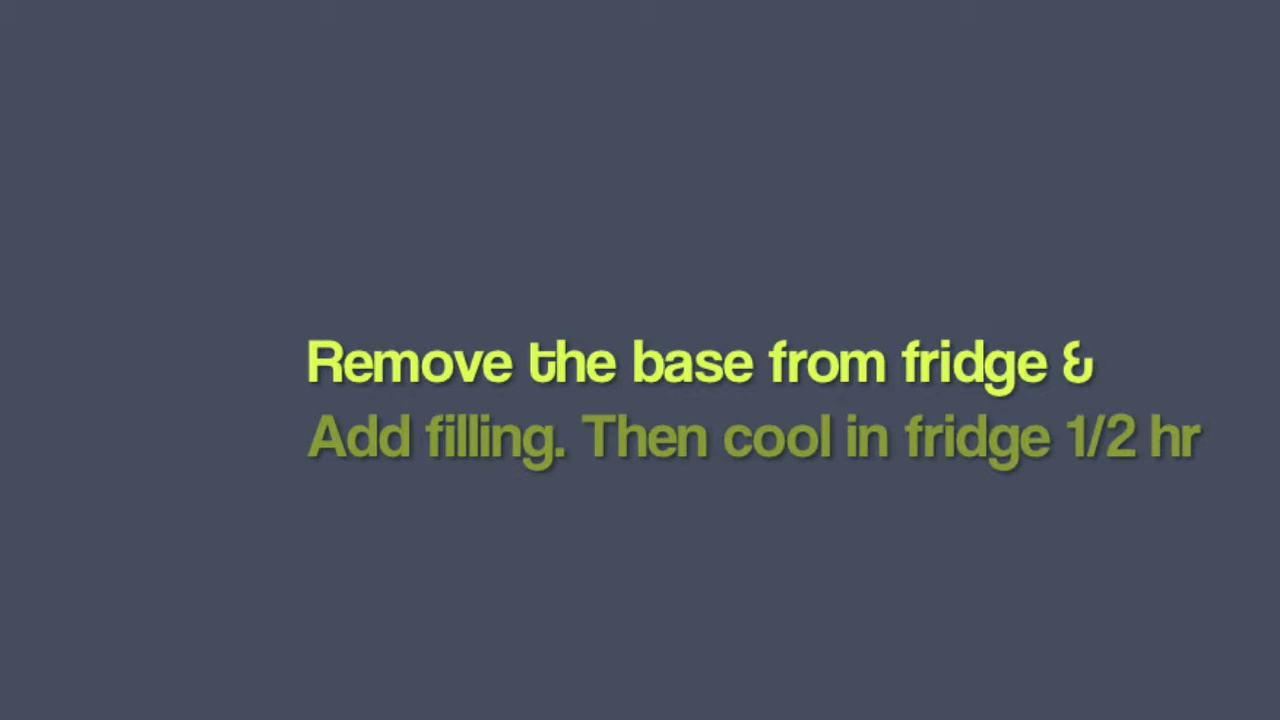 Remove the base from fridge &
Add filling. Then cool in fridge 1/2 hr